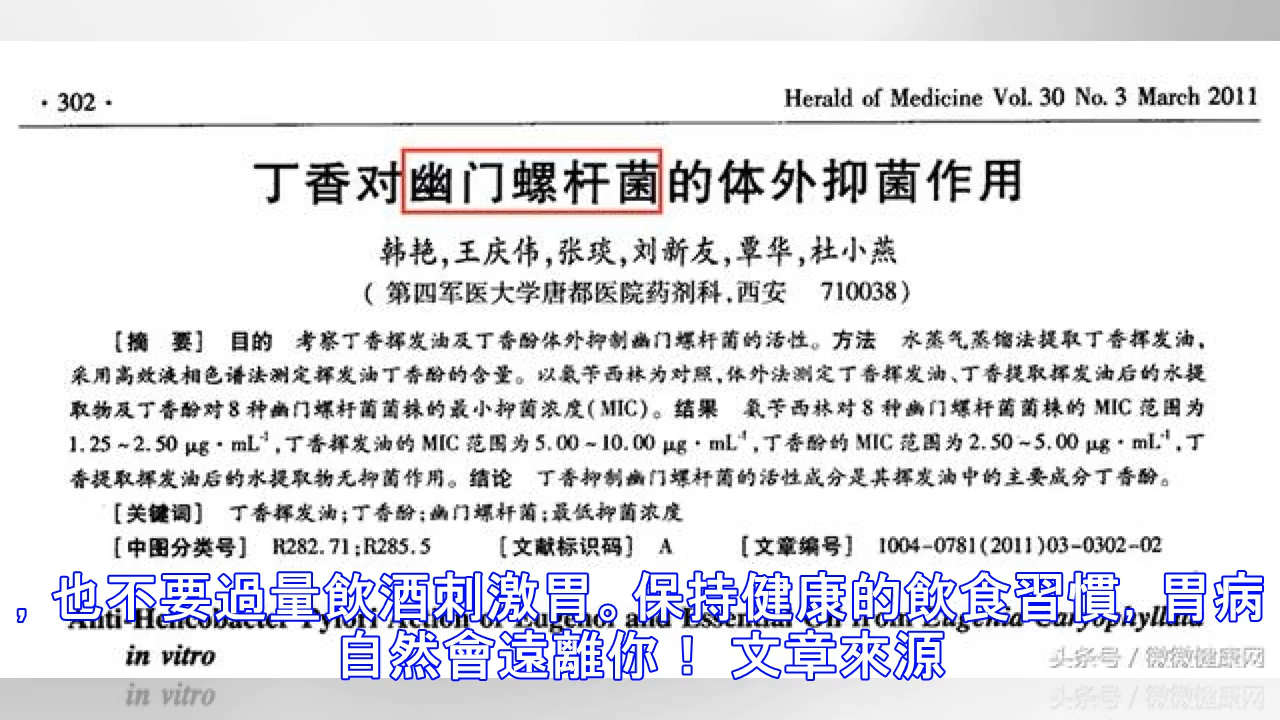 · 302 ·
Herald of Medicine Vol. 30 No. 3 March 2011
丁香对幽门螺杆菌的体外抑菌作用
韩艳,王庆伟,张琰,刘新友,覃华,杜小燕
( 第四军医大学唐都医院药剂科,西安 710038)
[摘 要] 目的 考察丁香挥发油及丁香酚体外抑制幽门螺杆菌的活性。方法 水蒸气蒸馏法提取丁香挥发油,
采用高效液相色谱法测定挥发油丁香酚的含量。以氨苄西林为对照,体外法测定丁香挥发油、丁香提取挥发油后的水提
取物及丁香酚对 8 种幽门螺杆菌菌株的最小抑菌浓度(MIC)。结果 氨苄西林对 8 种幽门螺杆菌菌株的 MIC 范围为
1.25 ~ 2.50 μg · mL⁻¹,丁香挥发油的 MIC 范围为 5.00 ~ 10.00 μg · mL⁻¹,丁香酚的 MIC 范围为 2.50 ~ 5.00 μg · mL⁻¹,丁
香提取挥发油后的水提取物无抑菌作用。结论 丁香抑制幽门螺杆菌的活性成分是其挥发油中的主要成分丁香酚。
[关键词] 丁香挥发油;丁香酚;幽门螺杆菌;最低抑菌浓度
[中图分类号] R282.71;R285.5 [文献标识码] A [文章编号] 1004-0781(2011)03-0302-02
,也不要過量飲酒刺激胃。保持健康的飲食習慣,胃病
Anti-Helicobacter Pylori Action of Eugenol and Essential Oil from Eugenia Caryophyllata
自然會遠離你！ 文章來源
in vitro
头条号 / 微微健康网
in vitro
头条号 / 微微健康网